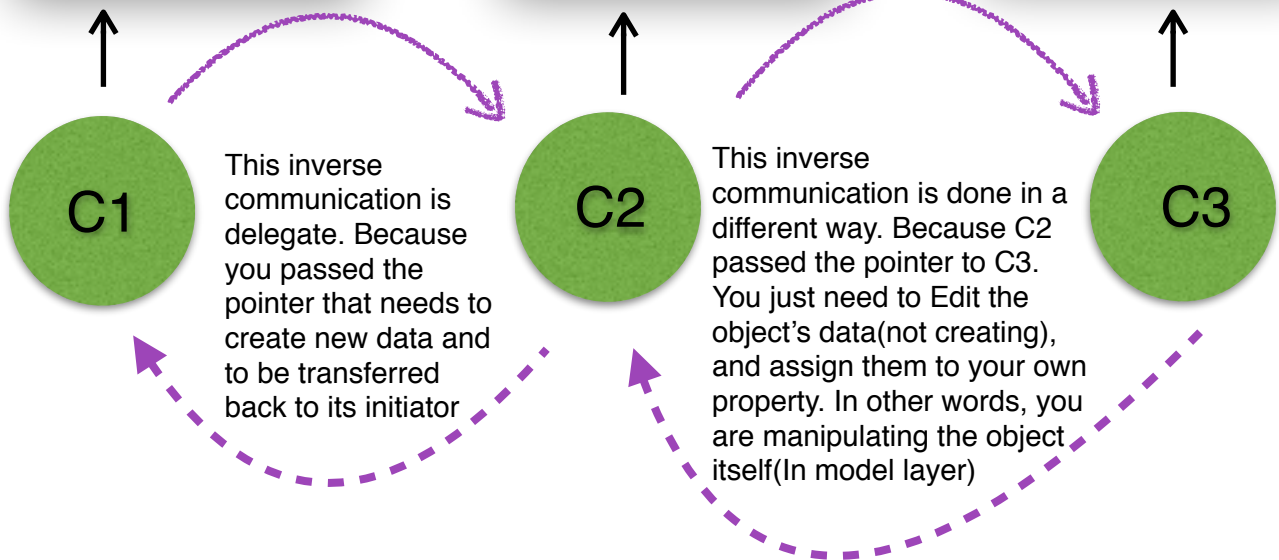 C1
This inverse
communication is
delegate. Because
you passed the
pointer that needs to
create new data and
to be transferred
back to its initiator
C2
This inverse
communication is done in a
different way. Because C2
passed the pointer to C3.
You just need to Edit the
object's data(not creating),
and assign them to your own
property. In other words, you
are manipulating the object
itself(In model layer)
C3